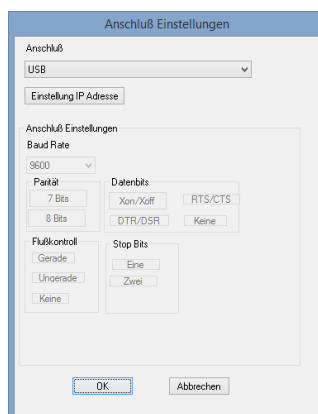 Anschluß Einstellungen
Anschluß
USB
Einstellung IP Adresse
Anschluß Einstellungen
Baud Rate
9600
Parität
7 Bits
8 Bits
Datenbits
Xon/Xoff
RTS/CTS
DTR/DSR
Keine
Flußkontroll
Gerade
Ungerade
Keine
Stop Bits
Eine
Zwei
OK
Abbrechen